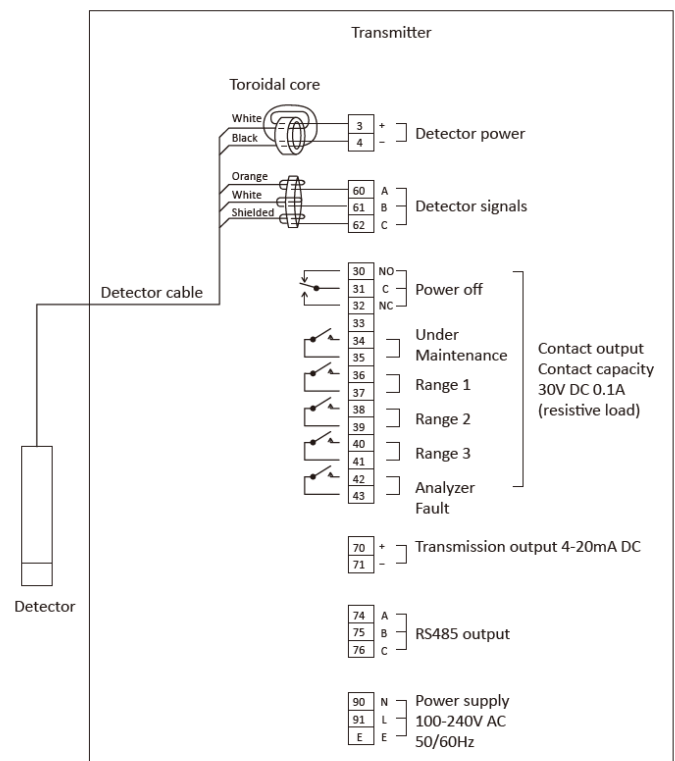 Transmitter
Toroidal core
White
3 +
Black
4 −
Detector power
Orange
60 A
White
61 B
Shielded
62 C
Detector signals
30 NO
31 C
32 NC
Power off
33
34
35
Under
Maintenance
36
37
Range 1
38
39
Range 2
40
41
Range 3
42
43
Analyzer
Fault
Contact output
Contact capacity
30V DC 0.1A
(resistive load)
Detector cable
Detector
70 +
71 −
Transmission output 4-20mA DC
74 A
75 B
76 C
RS485 output
90 N
91 L
E E
Power supply
100-240V AC
50/60Hz